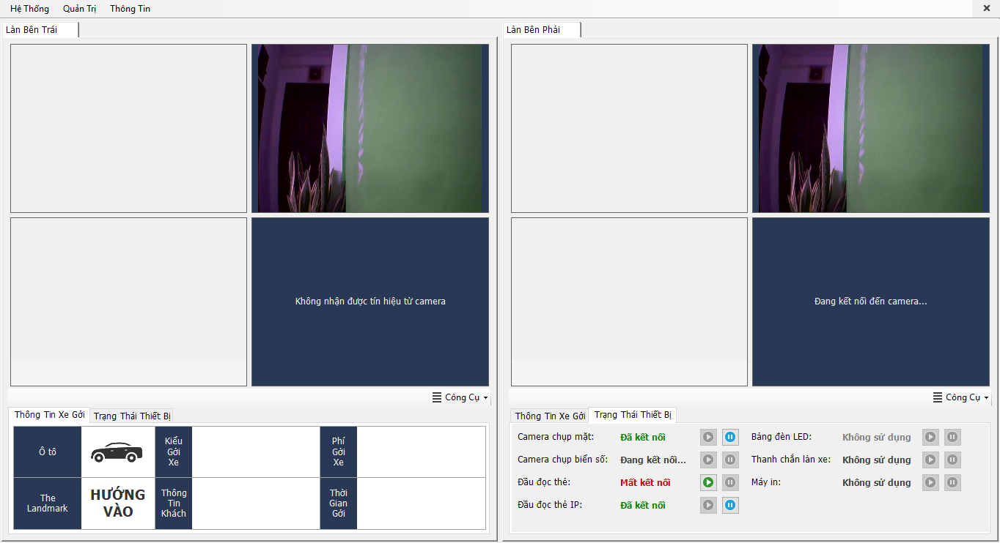 Hệ Thống Quản Trị Thông Tin
Làn Bên Trái
Không nhận được tín hiệu từ camera
Công Cụ
Thông Tin Xe Gởi Trạng Thái Thiết Bị
Ô tô
Kiểu
Gởi
Xe
Phí
Gởi
Xe
The
Landmark
HƯỚNG
VÀO
Thông
Tin
Khách
Thời
Gian
Gởi
Làn Bên Phải
Đang kết nối đến camera...
Công Cụ
Thông Tin Xe Gởi Trạng Thái Thiết Bị
Camera chụp mặt: Đã kết nối Bảng đèn LED: Không sử dụng
Camera chụp biển số: Đang kết nối... Thanh chắn làn xe: Không sử dụng
Đầu đọc thẻ: Mất kết nối Máy in: Không sử dụng
Đầu đọc thẻ IP: Đã kết nối